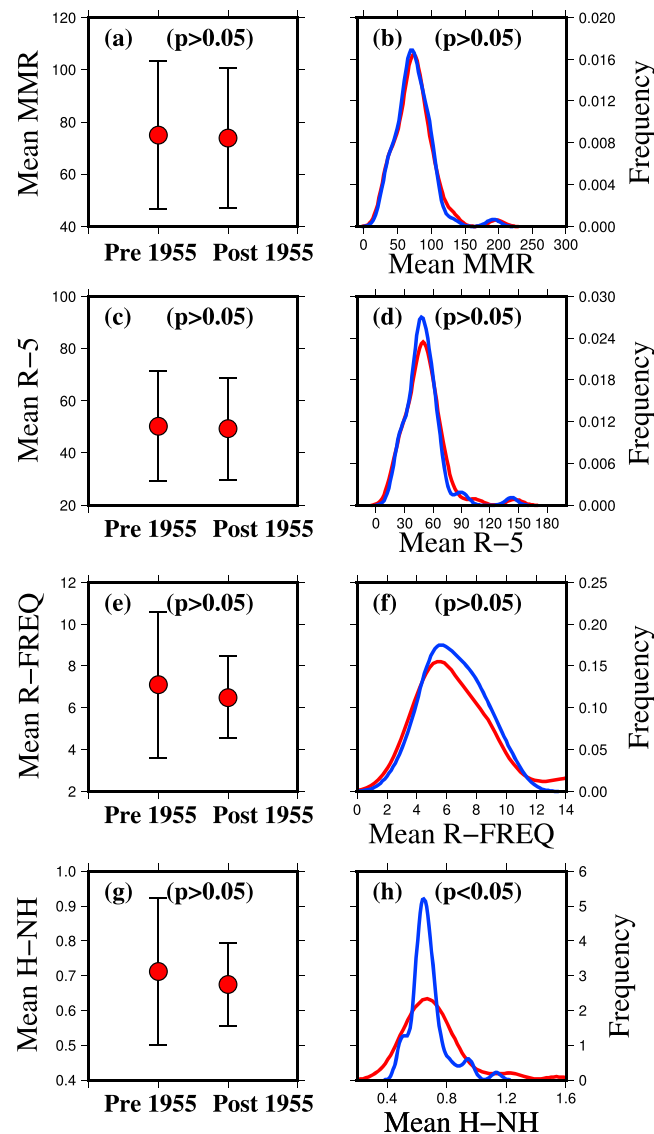 (a) (p>0.05)
Mean MMR
120
100
80
60
40
Pre 1955 Post 1955
(b) (p>0.05)
0.020
0.016
0.012
0.008
0.004
0.000
Frequency
0 50 100 150 200 250 300
Mean MMR
(c) (p>0.05)
Mean R−5
100
80
60
40
20
Pre 1955 Post 1955
(d) (p>0.05)
0.030
0.024
0.018
0.012
0.006
0.000
Frequency
0 30 60 90 120 150 180
Mean R−5
(e) (p>0.05)
Mean R−FREQ
12
10
8
6
4
2
Pre 1955 Post 1955
(f) (p>0.05)
0.25
0.20
0.15
0.10
0.05
0.00
Frequency
0 2 4 6 8 10 12 14
Mean R−FREQ
(g) (p>0.05)
Mean H−NH
1.0
0.9
0.8
0.7
0.6
0.5
0.4
Pre 1955 Post 1955
(h) (p<0.05)
6
5
4
3
2
1
0
Frequency
0.4 0.8 1.2 1.6
Mean H−NH